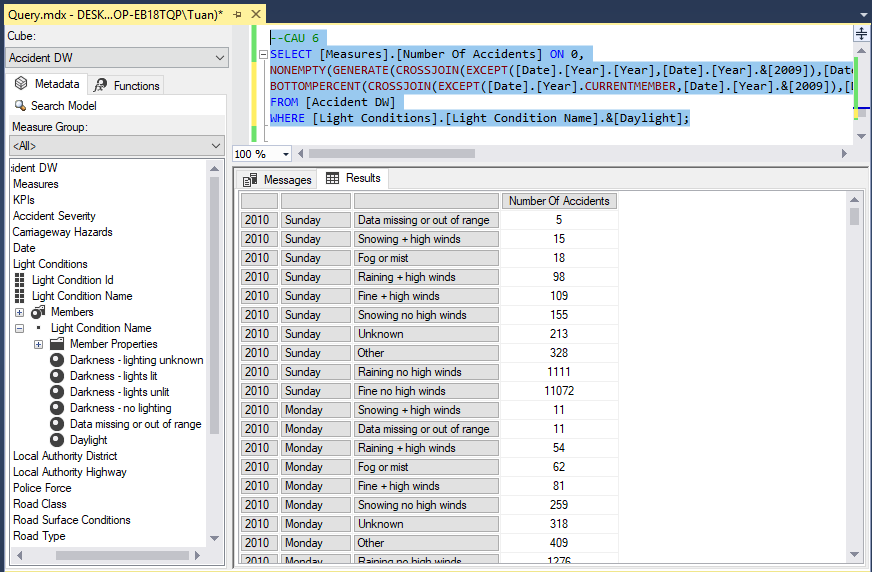 Query.mdx - DESK...OP-EB18TQP\Tuan)*
Cube:
Accident DW
Metadata
Functions
Search Model
Measure Group:
<All>
:ident DW
Measures
KPIs
Accident Severity
Carriageway Hazards
Date
Light Conditions
Light Condition Id
Light Condition Name
Members
Light Condition Name
Member Properties
Darkness - lighting unknown
Darkness - lights lit
Darkness - lights unlit
Darkness - no lighting
Data missing or out of range
Daylight
Local Authority District
Local Authority Highway
Police Force
Road Class
Road Surface Conditions
Road Type
--CAU 6
SELECT [Measures].[Number Of Accidents] ON 0,
NONEMPTY(GENERATE(CROSSJOIN(EXCEPT([Date].[Year].[Year],[Date].[Year].&[2009]),[Dat
BOTTOMPERCENT(CROSSJOIN(EXCEPT([Date].[Year].CURRENTMEMBER,[Date].[Year].&[2009]),[
FROM [Accident DW]
WHERE [Light Conditions].[Light Condition Name].&[Daylight];
100 %
Messages
Results
Number Of Accidents
2010 Sunday Data missing or out of range 5
2010 Sunday Snowing + high winds 15
2010 Sunday Fog or mist 18
2010 Sunday Raining + high winds 98
2010 Sunday Fine + high winds 109
2010 Sunday Snowing no high winds 155
2010 Sunday Unknown 213
2010 Sunday Other 328
2010 Sunday Raining no high winds 1111
2010 Sunday Fine no high winds 11072
2010 Monday Snowing + high winds 11
2010 Monday Data missing or out of range 11
2010 Monday Raining + high winds 54
2010 Monday Fog or mist 62
2010 Monday Fine + high winds 81
2010 Monday Snowing no high winds 259
2010 Monday Unknown 318
2010 Monday Other 409
2010 Monday Raining no high winds 1276